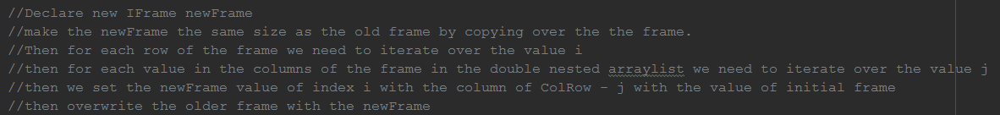 //Declare new IFrame newFrame
//make the newFrame the same size as the old frame by copying over the the frame.
//Then for each row of the frame we need to iterate over the value i
//then for each value in the columns of the frame in the double nested arraylist we need to iterate over the value j
//then we set the newFrame value of index i with the column of ColRow - j with the value of initial frame
//then overwrite the older frame with the newFrame